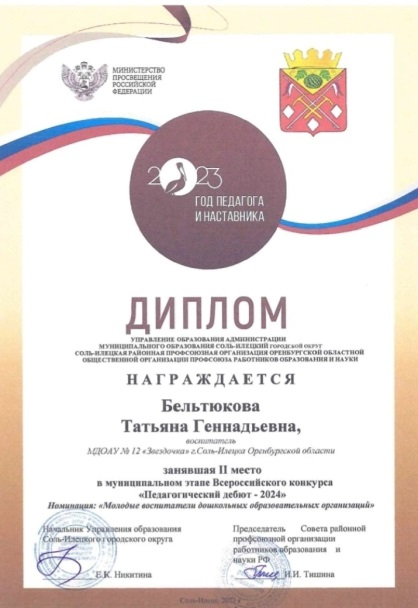 МИНИСТЕРСТВО
ПРОСВЕЩЕНИЯ
РОССИЙСКОЙ
ФЕДЕРАЦИИ
2023
ГОД ПЕДАГОГА
И НАСТАВНИКА
ДИПЛОМ
УПРАВЛЕНИЕ ОБРАЗОВАНИЯ АДМИНИСТРАЦИИ
МУНИЦИПАЛЬНОГО ОБРАЗОВАНИЯ СОЛЬ-ИЛЕЦКИЙ ГОРОДСКОЙ ОКРУГ
СОЛЬ-ИЛЕЦКАЯ РАЙОННАЯ ПРОФСОЮЗНАЯ ОРГАНИЗАЦИЯ ОРЕНБУРГСКОЙ ОБЛАСТНОЙ
ОБЩЕСТВЕННОЙ ОРГАНИЗАЦИИ ПРОФСОЮЗА РАБОТНИКОВ ОБРАЗОВАНИЯ И НАУКИ
НАГРАЖДАЕТСЯ
Бельтюкова
Татьяна Геннадьевна,
воспитатель
МДОАУ № 12 «Звездочка» г.Соль-Илецка Оренбургской области
занявшая II место
в муниципальном этапе Всероссийского конкурса
«Педагогический дебют - 2024»
Номинация: «Молодые воспитатели дошкольных образовательных организаций»
Начальник Управления образования
Соль-Илецкого городского округа
Е.К. Никитина
Председатель Совета районной
профсоюзной организации
работников образования и
науки РФ
И.И. Тишина